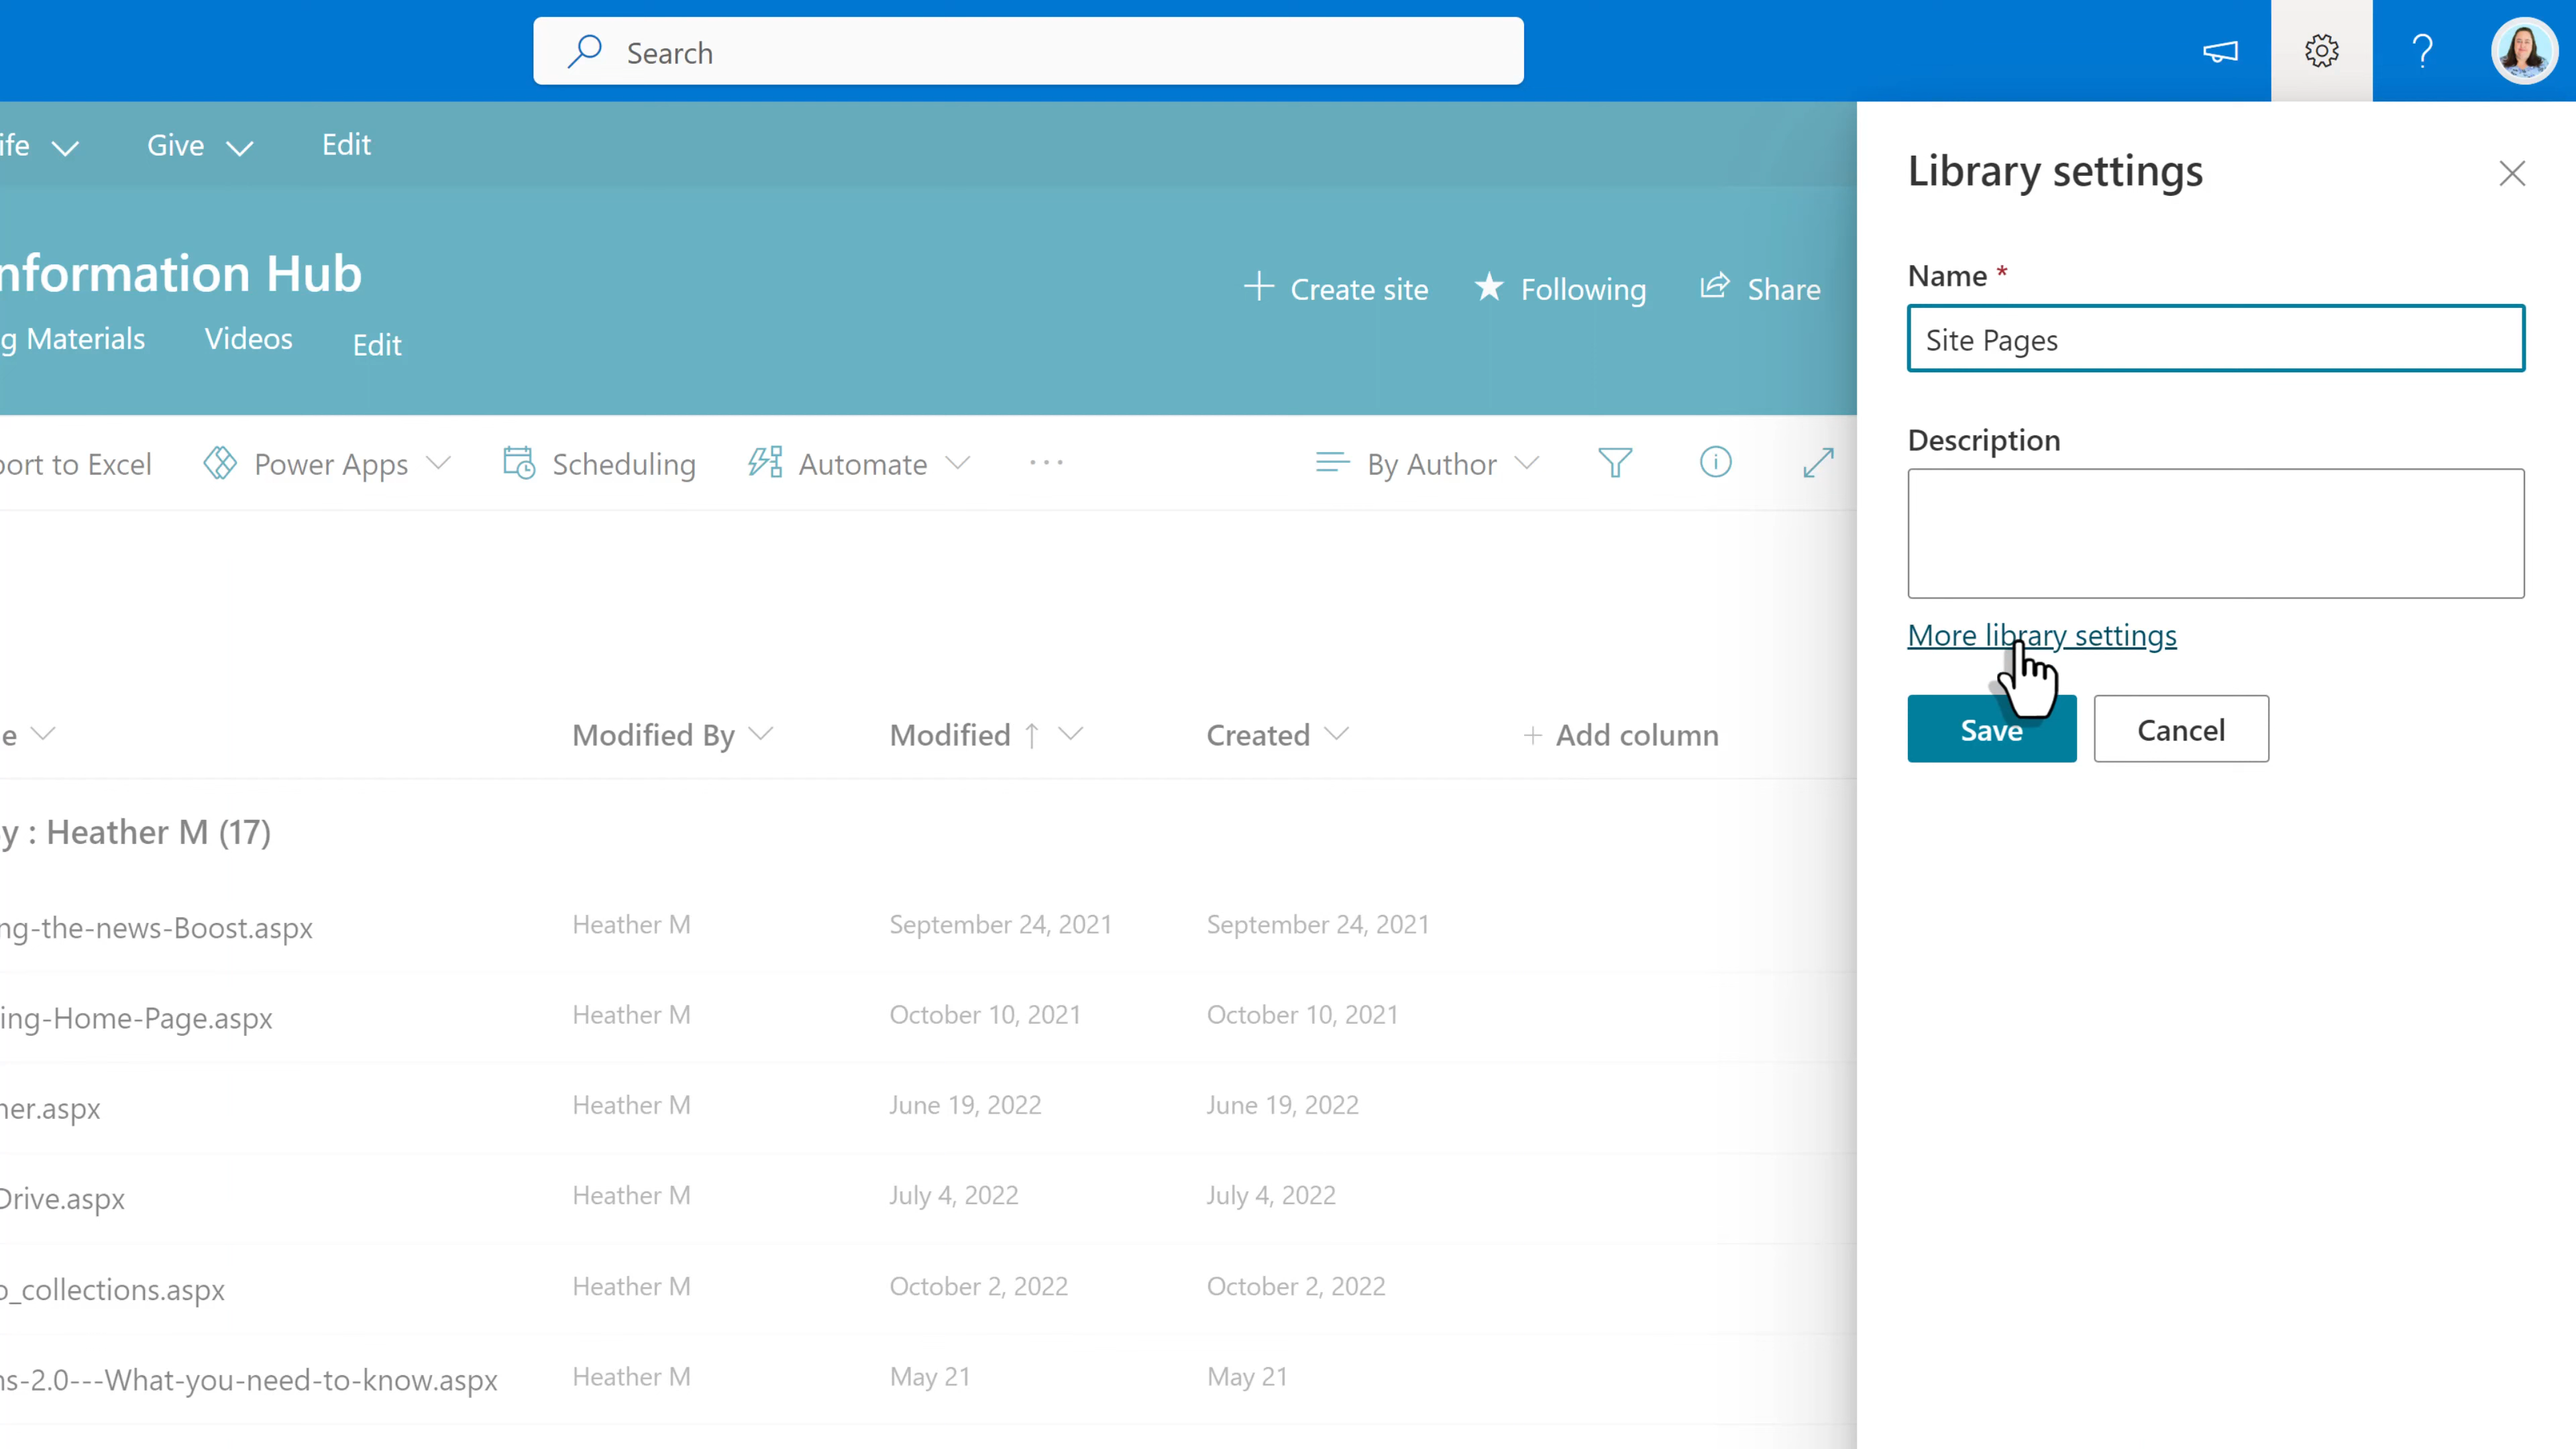 Search
ife Give Edit
nformation Hub
Create site Following Share
g Materials Videos Edit
port to Excel Power Apps Scheduling Automate ··· By Author
e Modified By Modified ↑ Created + Add column
y : Heather M (17)
ng-the-news-Boost.aspx Heather M September 24, 2021 September 24, 2021
ing-Home-Page.aspx Heather M October 10, 2021 October 10, 2021
ner.aspx Heather M June 19, 2022 June 19, 2022
Drive.aspx Heather M July 4, 2022 July 4, 2022
o_collections.aspx Heather M October 2, 2022 October 2, 2022
ns-2.0---What-you-need-to-know.aspx Heather M May 21 May 21
Library settings
Name *
Site Pages
Description
More library settings
Save Cancel